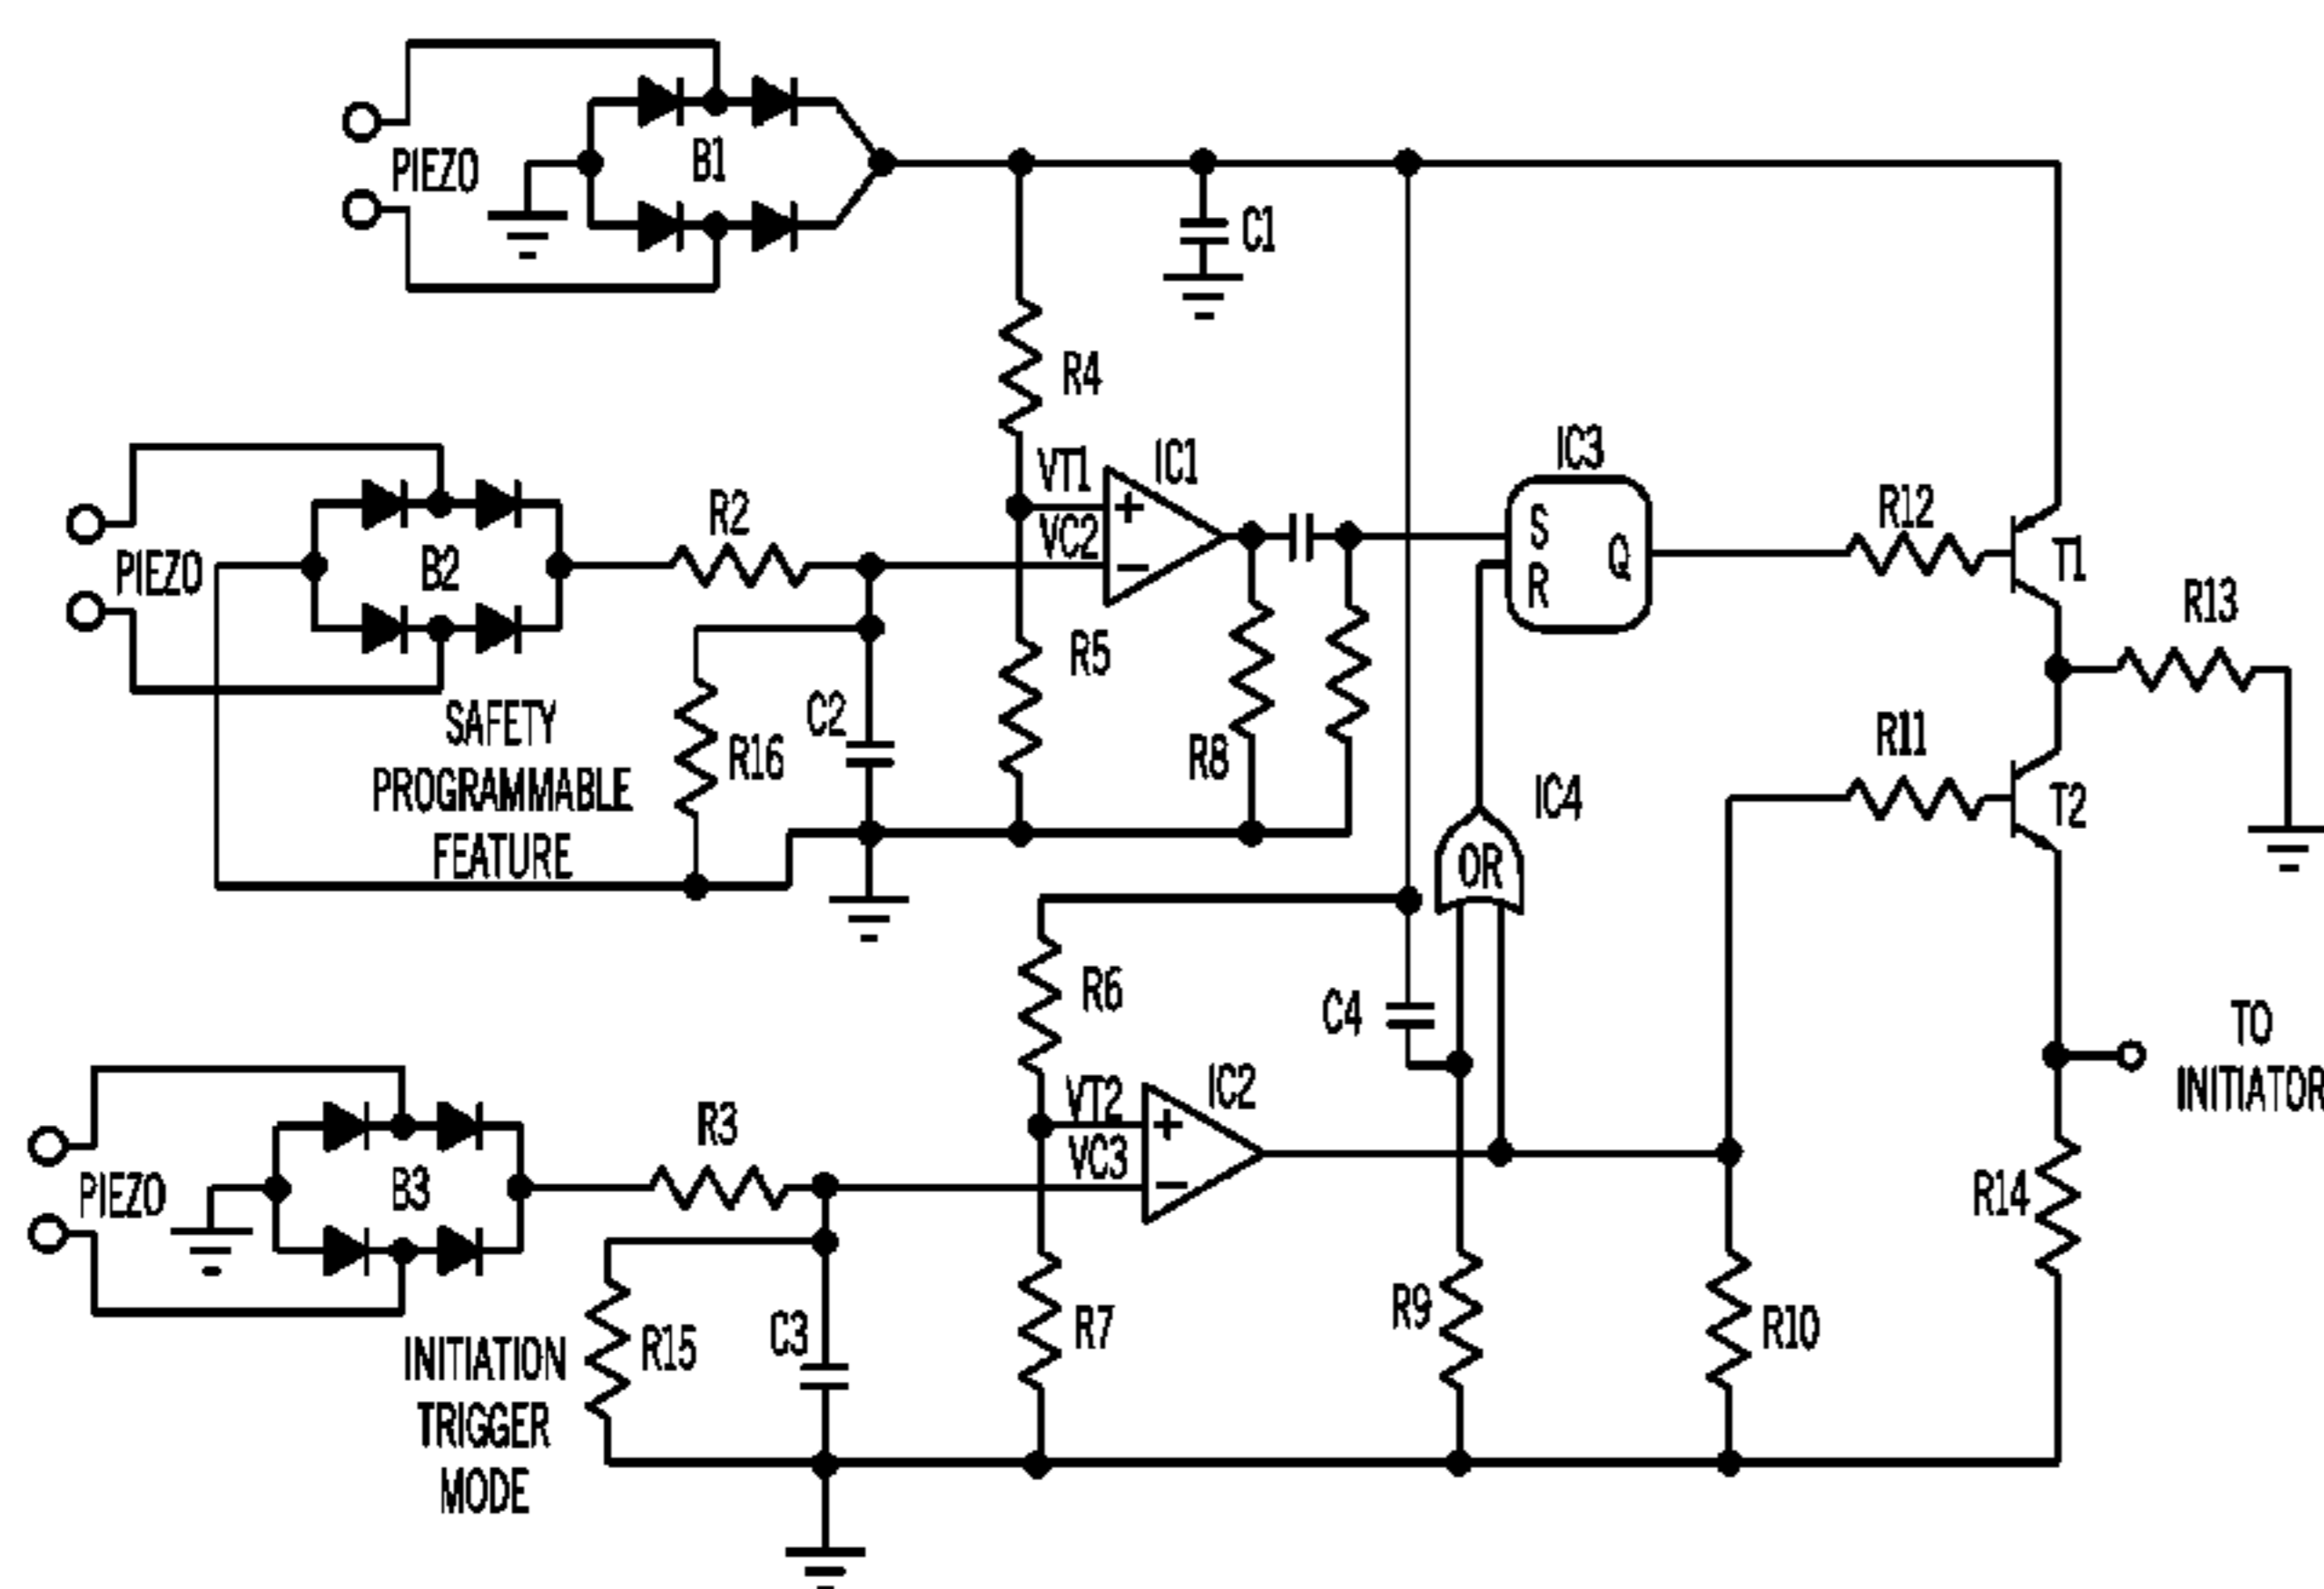 PIEZO
B1
C1
R4
PIEZO
B2
R2
VT1
VC2
+
−
IC1
IC3
S
R
Q
R12
T1
R13
SAFETY
PROGRAMMABLE
FEATURE
R16
C2
R5
R8
R11
T2
IC4
OR
R6
C4
TO
INITIATOR
PIEZO
B3
R3
VT2
VC3
+
−
IC2
R14
INITIATION
TRIGGER
MODE
R15
C3
R7
R9
R10